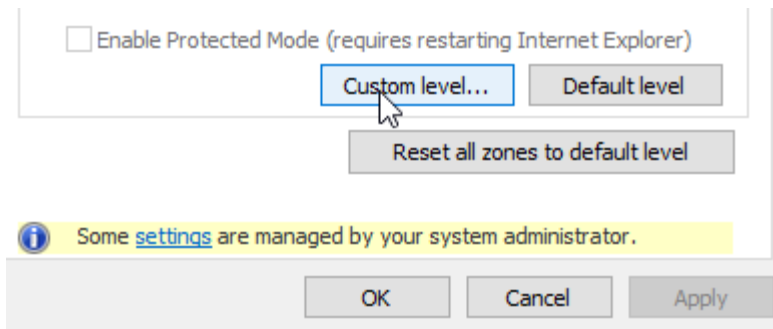 Enable Protected Mode (requires restarting Internet Explorer)
Custom level... Default level
Reset all zones to default level
Some settings are managed by your system administrator.
OK Cancel Apply